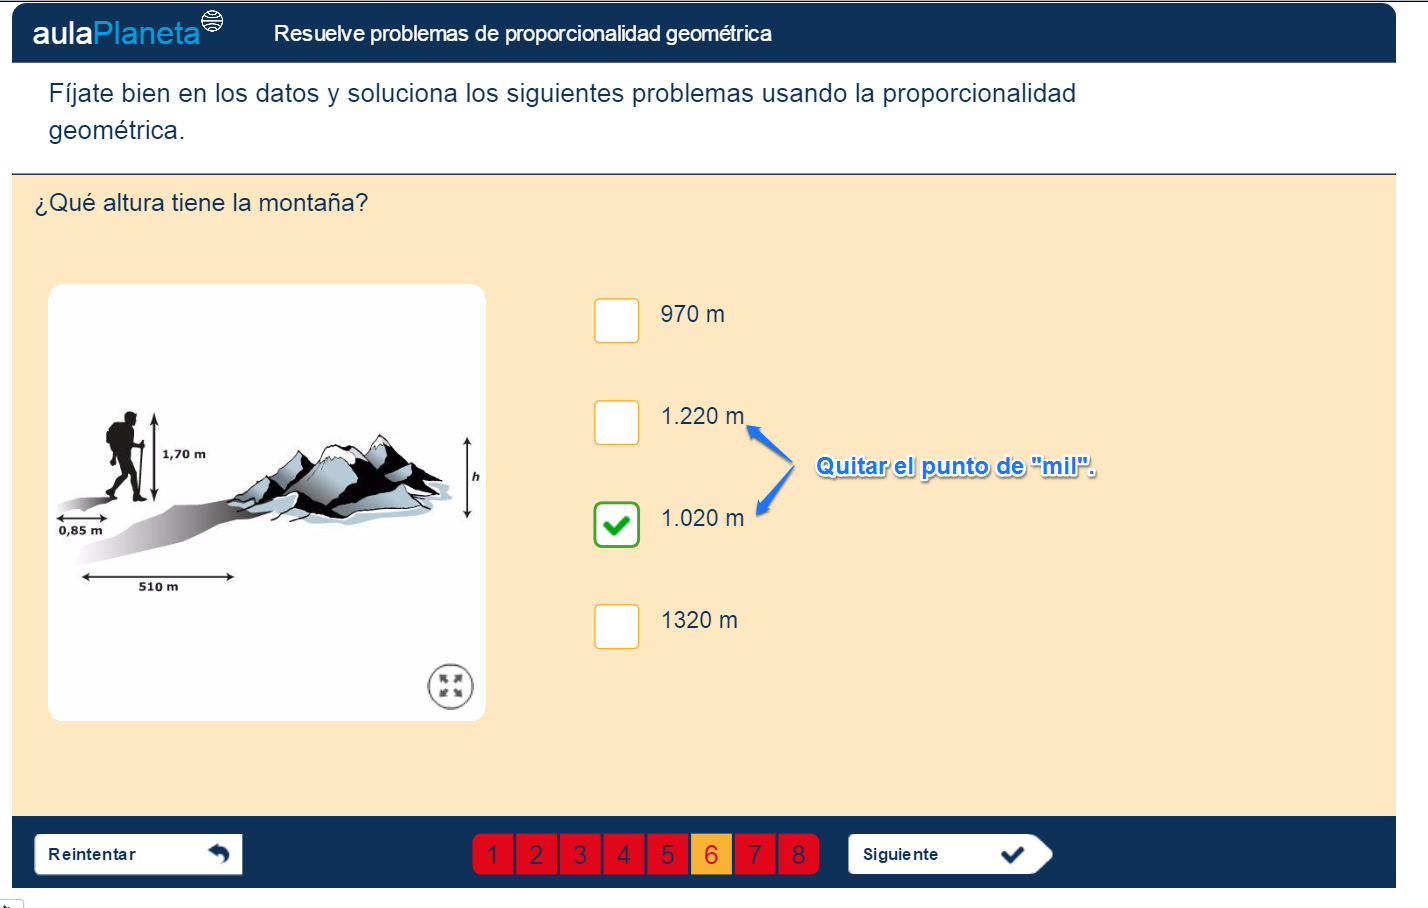 aulaPlaneta
Resuelve problemas de proporcionalidad geométrica
Fíjate bien en los datos y soluciona los siguientes problemas usando la proporcionalidad
geométrica.
¿Qué altura tiene la montaña?
970 m
1.220 m
Quitar el punto de "mil".
1.020 m
1320 m
1,70 m
h
0,85 m
510 m
Reintentar
1 2 3 4 5 6 7 8
Siguiente